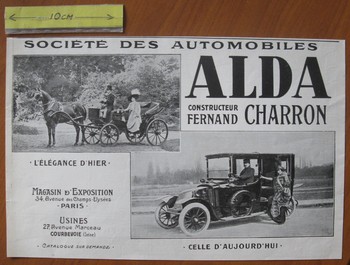 10CM
SOCIÉTÉ DES AUTOMOBILES
ALDA
CONSTRUCTEUR
FERNAND CHARRON
· L'ÉLÉGANCE D'HIER ·
MAGASIN D'EXPOSITION
34, Avenue des Champs-Élysées
- PARIS -
USINES
27, Avenue Marceau
COURBEVOIE (Seine)
- CATALOGUE SUR DEMANDE -
- CELLE D'AUJOURD'HUI -